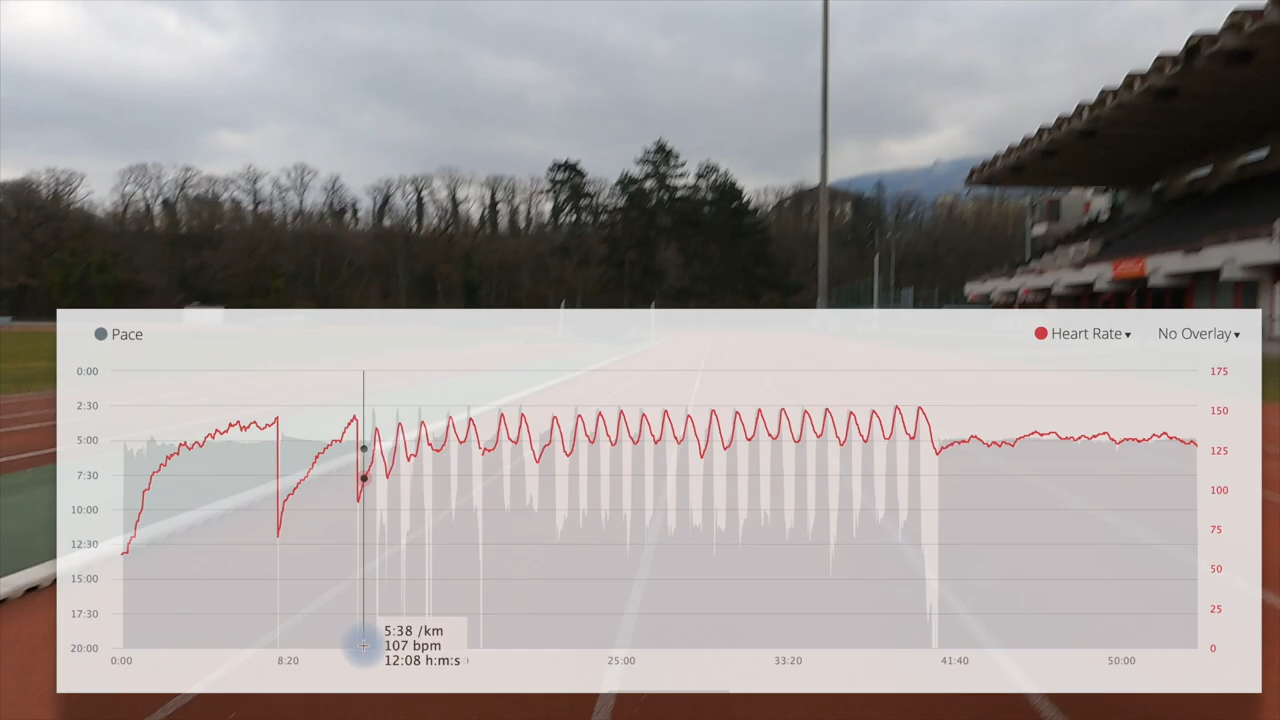 Pace
Heart Rate▾ No Overlay▾
0:00 175
2:30 150
5:00 125
7:30 100
10:00
12:30 75
15:00 50
17:30 25
20:00 0
5:38 /km
107 bpm
12:08 h:m:s
0:00 8:20 25:00 33:20 41:40 50:00